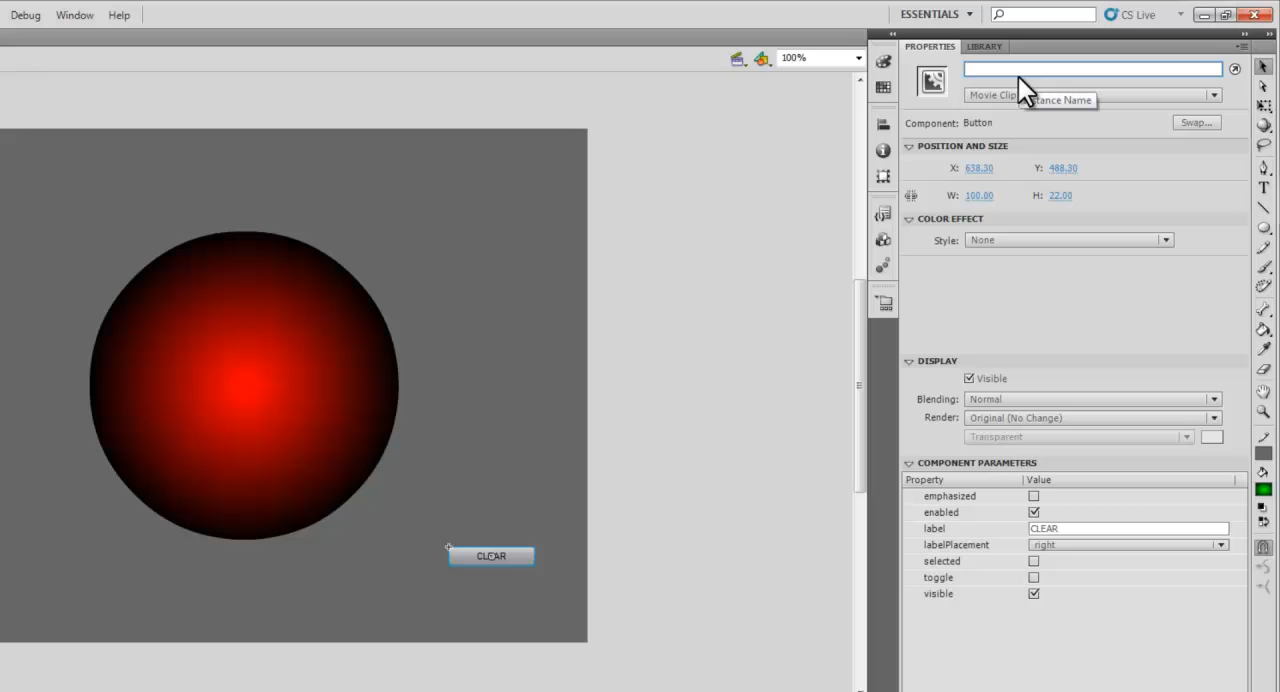 Debug Window Help ESSENTIALS CS Live
100%
PROPERTIES LIBRARY
Movie Clip
stance Name
Component: Button Swap...
POSITION AND SIZE
X: 638.30 Y: 488.30
W: 100.00 H: 22.00
COLOR EFFECT
Style: None
DISPLAY
Visible
Blending: Normal
Render: Original (No Change)
Transparent
COMPONENT PARAMETERS
Property Value
emphasized
enabled
label CLEAR
labelPlacement right
selected
toggle
visible
CLEAR